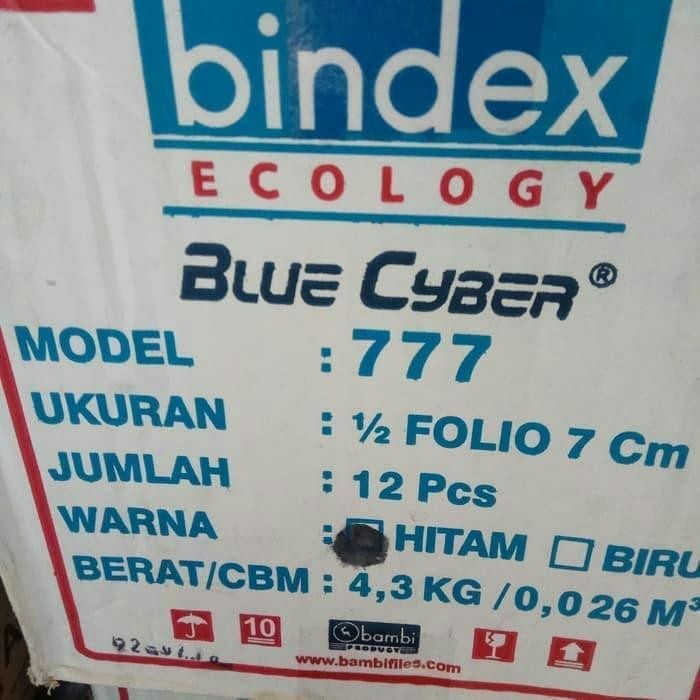 bindex
ECOLOGY
BLUE CYBER ®
MODEL : 777
UKURAN : ½ FOLIO 7 Cm
JUMLAH : 12 Pcs
WARNA : HITAM BIRU
BERAT/CBM : 4,3 KG / 0,026 M³
10
bambi
PRODUCT
www.bambifiles.com